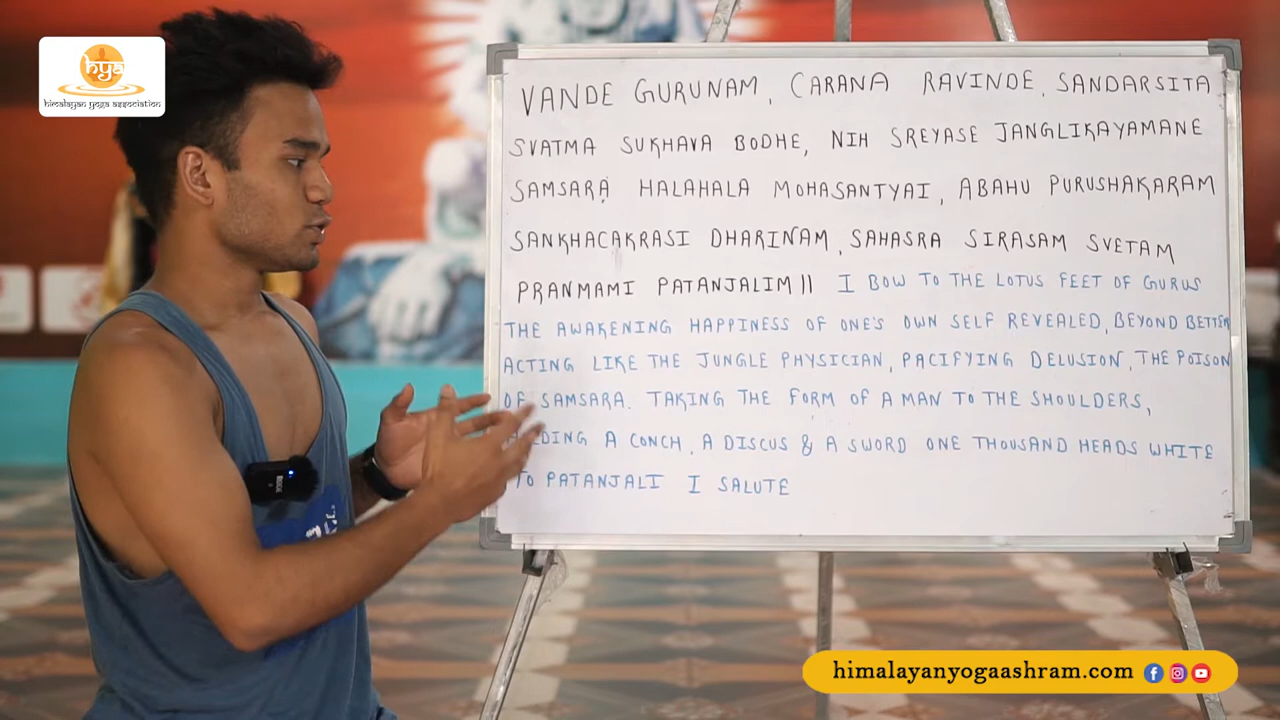 hya
himalayan yoga association
VANDE GURUNAM, CARANA RAVINDE, SANDARSITA
SVATMA SUKHAVA BODHE, NIH SREYASE JANGLIKAYAMANE
SAMSARA HALAHALA MOHASANTYAI, ABAHU PURUSHAKARAM
SANKHACAKRASI DHARINAM, SAHASRA SIRASAM SVETAM
PRANMAMI PATANJALIM || I BOW TO THE LOTUS FEET OF GURUS
THE AWAKENING HAPPINESS OF ONE'S OWN SELF REVEALED, BEYOND BETTER
ACTING LIKE THE JUNGLE PHYSICIAN, PACIFYING DELUSION, THE POISON
OF SAMSARA. TAKING THE FORM OF A MAN TO THE SHOULDERS,
A CONCH, A DISCUS & A SWORD ONE THOUSAND HEADS WHITE
TO PATANJALI I SALUTE
himalayanyogaashram.com